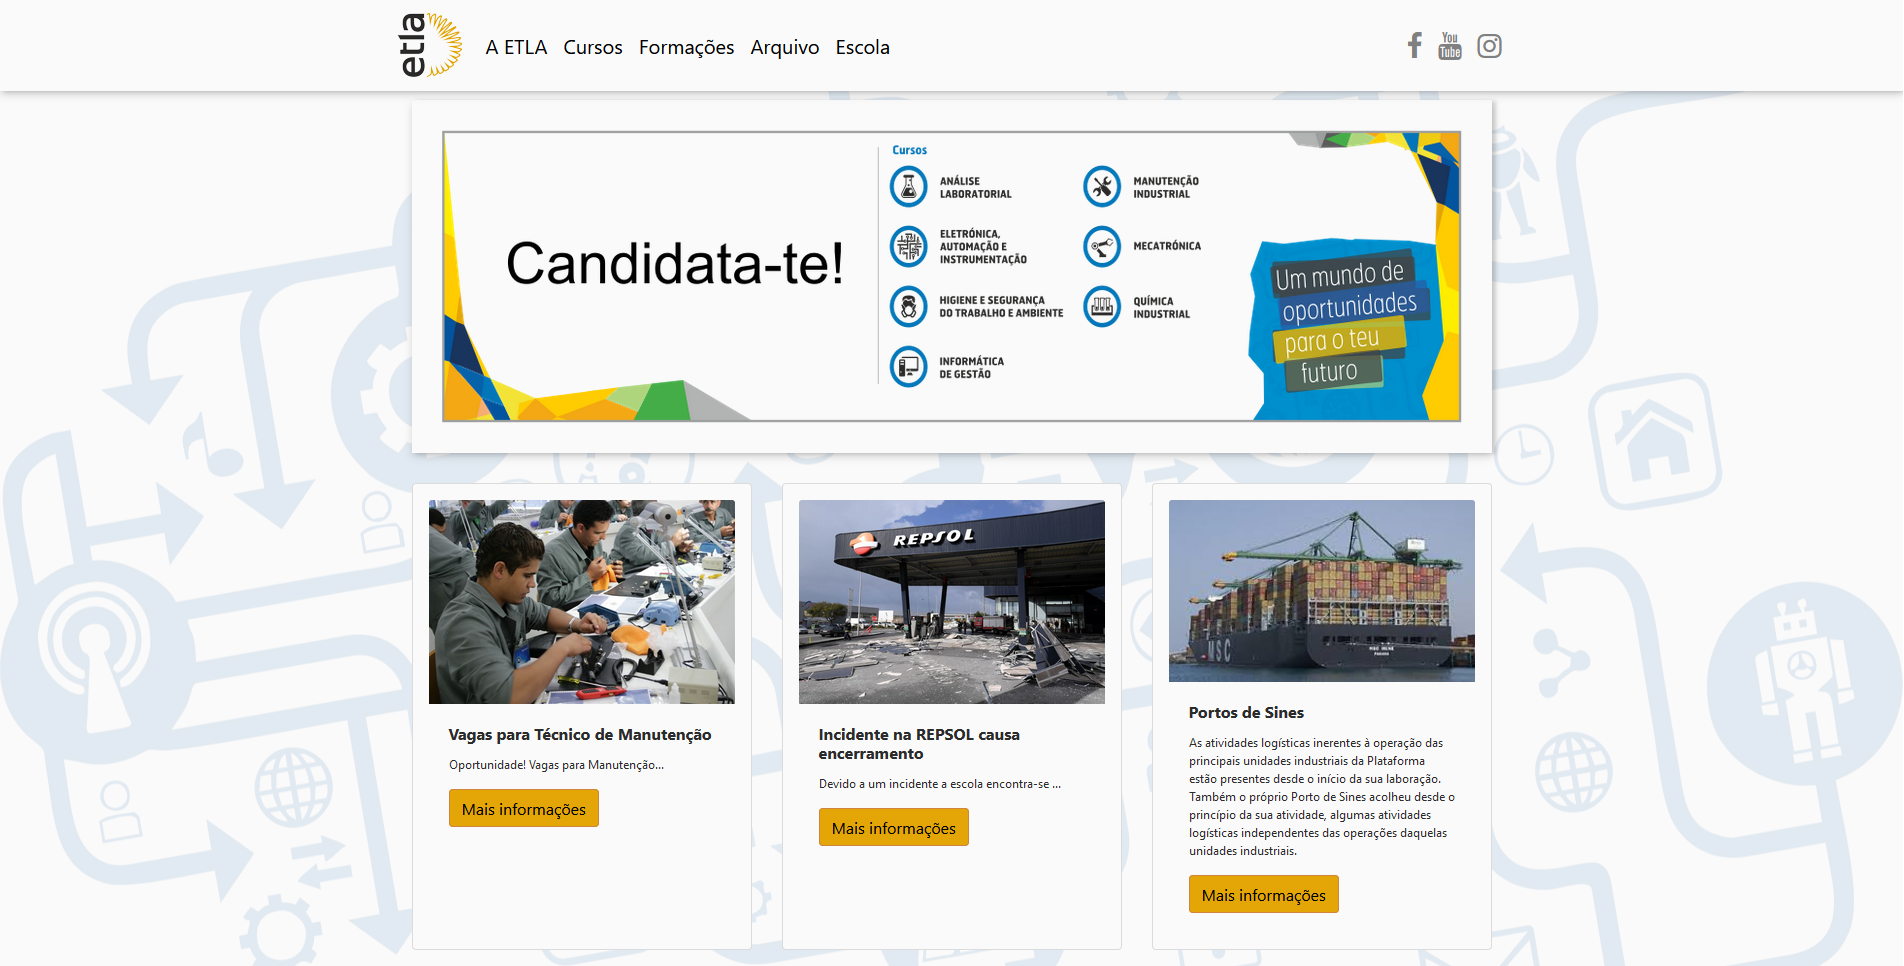 etla
A ETLA Cursos Formações Arquivo Escola
You
Tube
Candidata-te!
Cursos
ANÁLISE
LABORATORIAL
ELETRÓNICA,
AUTOMAÇÃO E
INSTRUMENTAÇÃO
HIGIENE E SEGURANÇA
DO TRABALHO E AMBIENTE
INFORMÁTICA
DE GESTÃO
MANUTENÇÃO
INDUSTRIAL
MECATRÓNICA
QUÍMICA
INDUSTRIAL
Um mundo de
oportunidades
para o teu
futuro
Vagas para Técnico de Manutenção
Oportunidade! Vagas para Manutenção...
Mais informações
REPSOL
Incidente na REPSOL causa
encerramento
Devido a um incidente a escola encontra-se ...
Mais informações
MSC
MSC IRENE
PANAMA
Portos de Sines
As atividades logísticas inerentes à operação das
principais unidades industriais da Plataforma
estão presentes desde o início da sua laboração.
Também o próprio Porto de Sines acolheu desde o
princípio da sua atividade, algumas atividades
logísticas independentes das operações daquelas
unidades industriais.
Mais informações